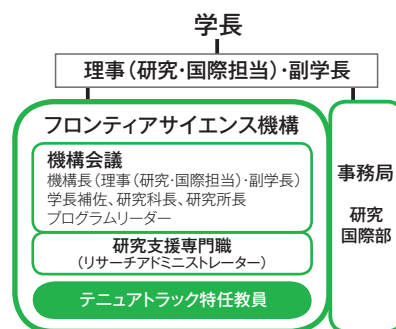 学長
理事（研究・国際担当）・副学長
フロンティアサイエンス機構
機構会議
機構長（理事（研究・国際担当）・副学長）
学長補佐、研究科長、研究所長
プログラムリーダー
研究支援専門職
（リサーチアドミニストレーター）
テニュアトラック特任教員
事務局
研究
国際部